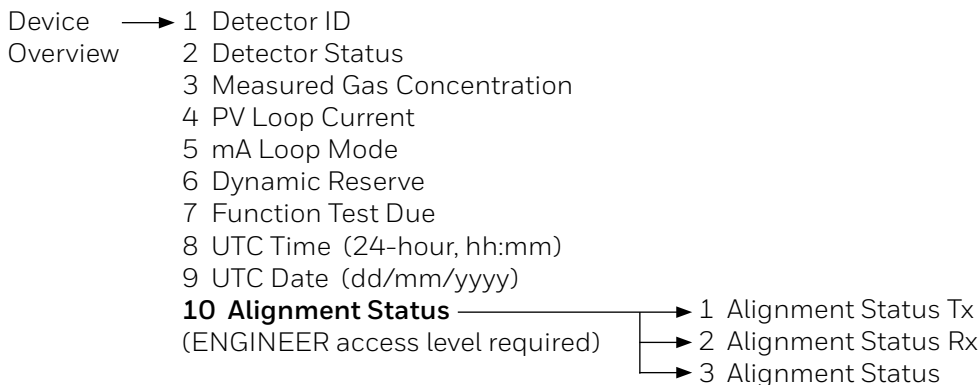 Device
Overview
1 Detector ID
2 Detector Status
3 Measured Gas Concentration
4 PV Loop Current
5 mA Loop Mode
6 Dynamic Reserve
7 Function Test Due
8 UTC Time (24-hour, hh:mm)
9 UTC Date (dd/mm/yyyy)
10 Alignment Status
(ENGINEER access level required)
1 Alignment Status Tx
2 Alignment Status Rx
3 Alignment Status